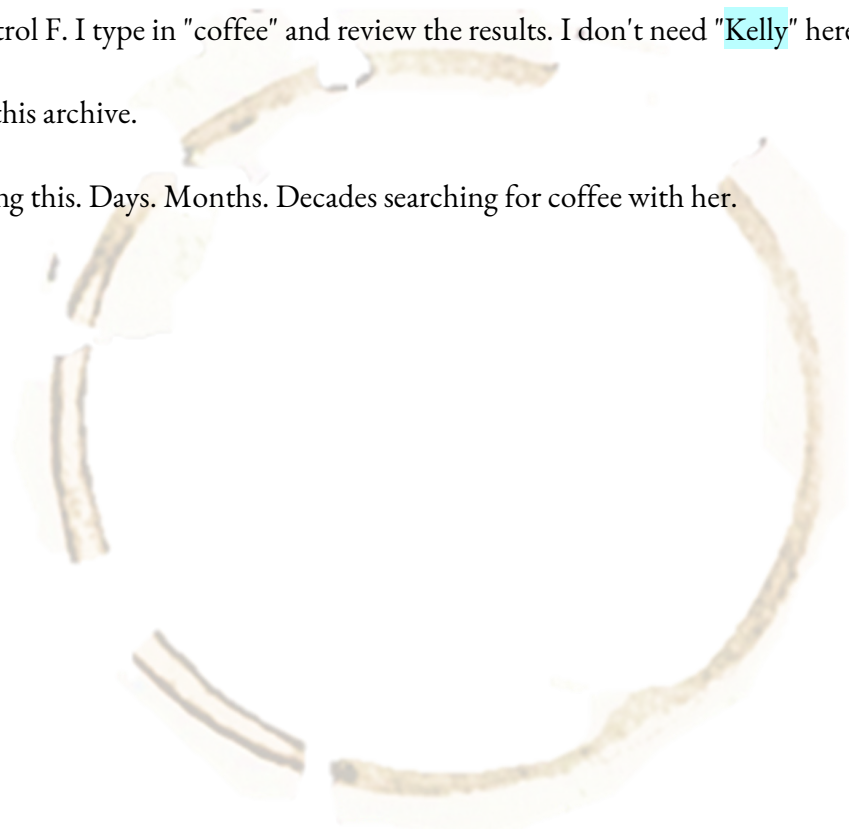 trol F. I type in "coffee" and review the results. I don't need "Kelly" here
this archive.
ng this. Days. Months. Decades searching for coffee with her.